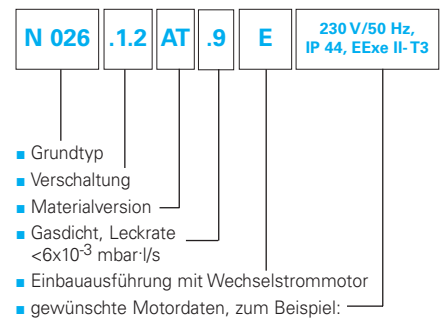 N 026 .1.2 AT .9 E 230 V/50 Hz,
IP 44, EExe II-T3
Grundtyp
Verschaltung
Materialversion
Gasdicht, Leckrate
<6x10-3 mbar·l/s
Einbauausführung mit Wechselstrommotor
gewünschte Motordaten, zum Beispiel: